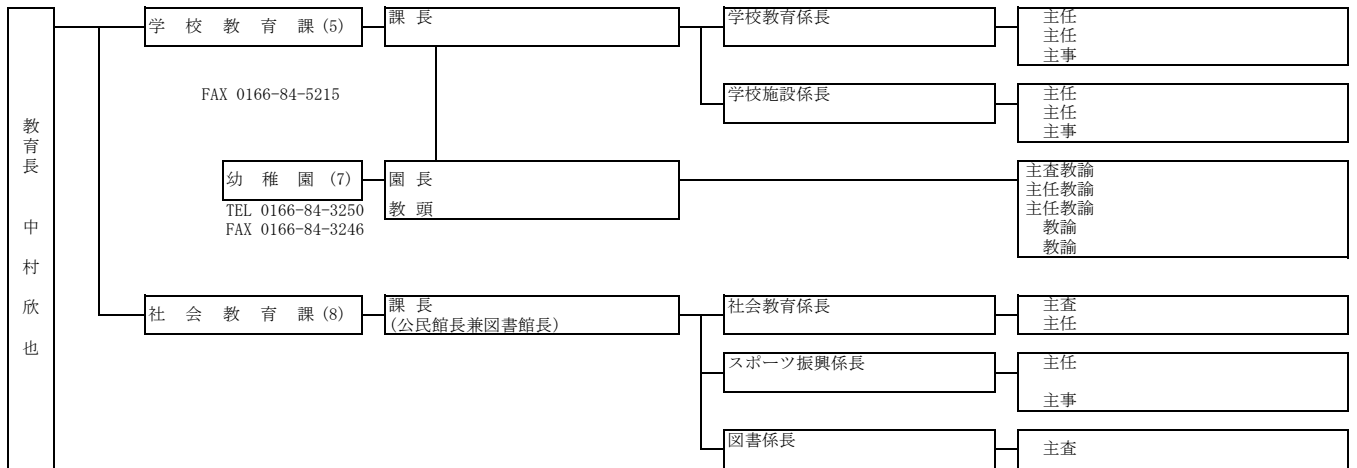 教育長 中村欣也
学校教育課(5)
課長
学校教育係長
主任
主任
主事
FAX 0166-84-5215
学校施設係長
主任
主任
主事
幼稚園(7)
TEL 0166-84-3250
FAX 0166-84-3246
園長
教頭
主査教諭
主任教諭
主任教諭
教諭
教諭
社会教育課(8)
課長
(公民館長兼図書館長)
社会教育係長
主査
主任
スポーツ振興係長
主任
主事
図書係長
主査